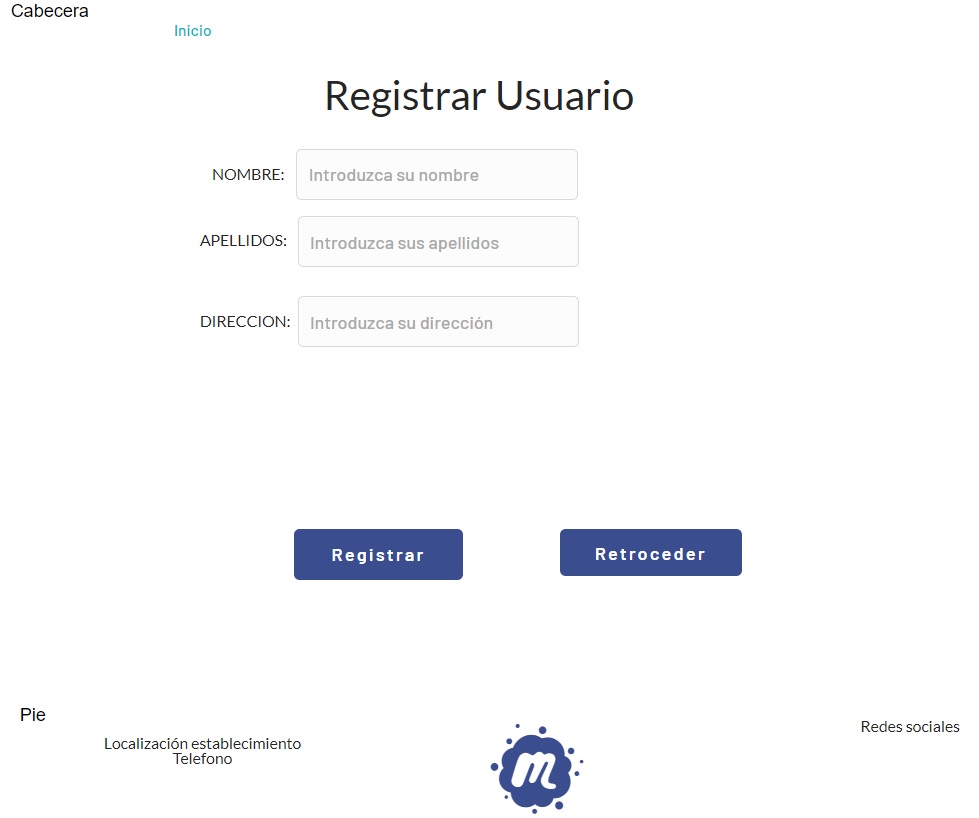 Cabecera
Inicio
Registrar Usuario
NOMBRE: Introduzca su nombre
APELLIDOS: Introduzca sus apellidos
DIRECCION: Introduzca su dirección
Registrar Retroceder
Pie
Redes sociales
Localización establecimiento
Telefono
m